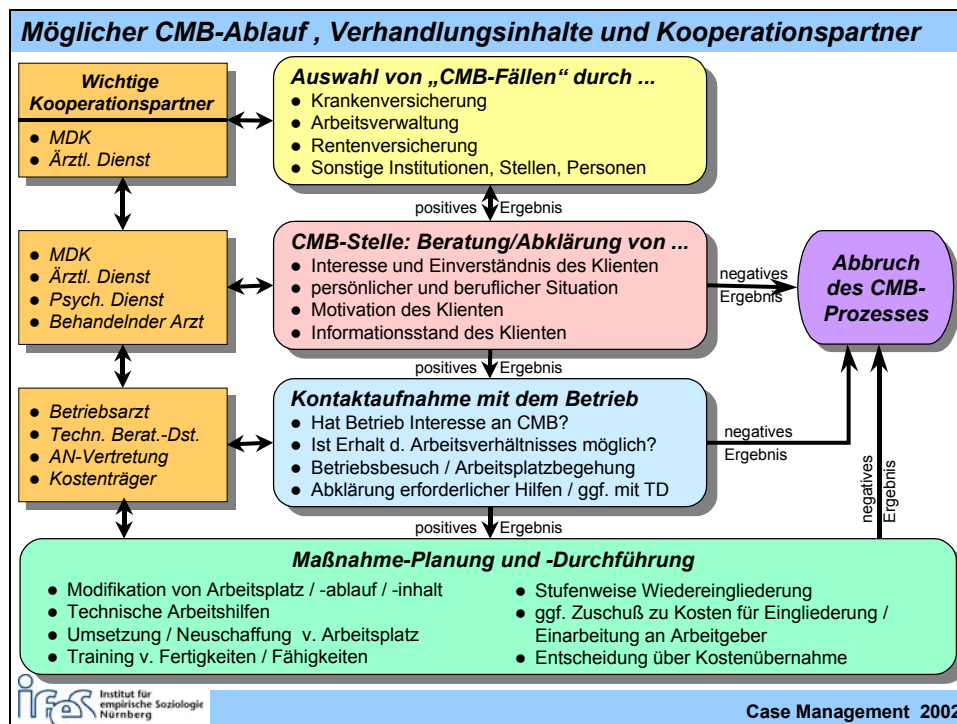 Möglicher CMB-Ablauf , Verhandlungsinhalte und Kooperationspartner
Wichtige
Kooperationspartner
● MDK
● Ärztl. Dienst
Auswahl von „CMB-Fällen“ durch ...
● Krankenversicherung
● Arbeitsverwaltung
● Rentenversicherung
● Sonstige Institutionen, Stellen, Personen
positives Ergebnis
● MDK
● Ärztl. Dienst
● Psych. Dienst
● Behandelnder Arzt
CMB-Stelle: Beratung/Abklärung von ...
● Interesse und Einverständnis des Klienten
● persönlicher und beruflicher Situation
● Motivation des Klienten
● Informationsstand des Klienten
negatives
Ergebnis
Abbruch
des CMB-
Prozesses
positives Ergebnis
● Betriebsarzt
● Techn. Berat.-Dst.
● AN-Vertretung
● Kostenträger
Kontaktaufnahme mit dem Betrieb
● Hat Betrieb Interesse an CMB?
● Ist Erhalt d. Arbeitsverhältnisses möglich?
● Betriebsbesuch / Arbeitsplatzbegehung
● Abklärung erforderlicher Hilfen / ggf. mit TD
negatives
Ergebnis
negatives
Ergebnis
positives Ergebnis
Maßnahme-Planung und -Durchführung
● Modifikation von Arbeitsplatz / -ablauf / -inhalt
● Technische Arbeitshilfen
● Umsetzung / Neuschaffung v. Arbeitsplatz
● Training v. Fertigkeiten / Fähigkeiten
● Stufenweise Wiedereingliederung
● ggf. Zuschuß zu Kosten für Eingliederung /
Einarbeitung an Arbeitgeber
● Entscheidung über Kostenübernahme
ifes
Institut für
empirische Soziologie
Nürnberg
Case Management 2002